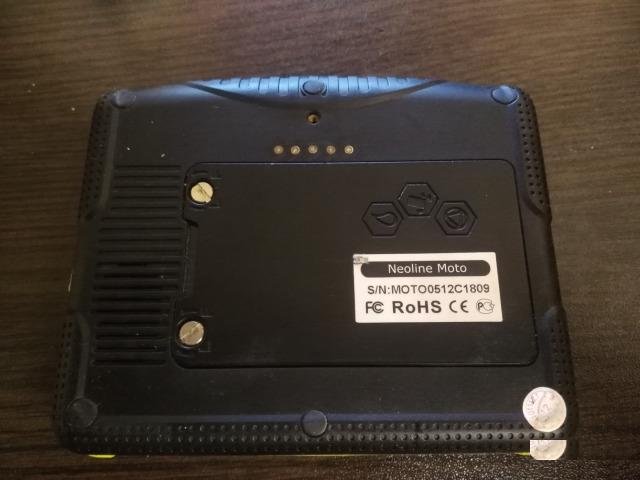 Neoline Moto
S/N:MOTO0512C1809
FC RoHS CE